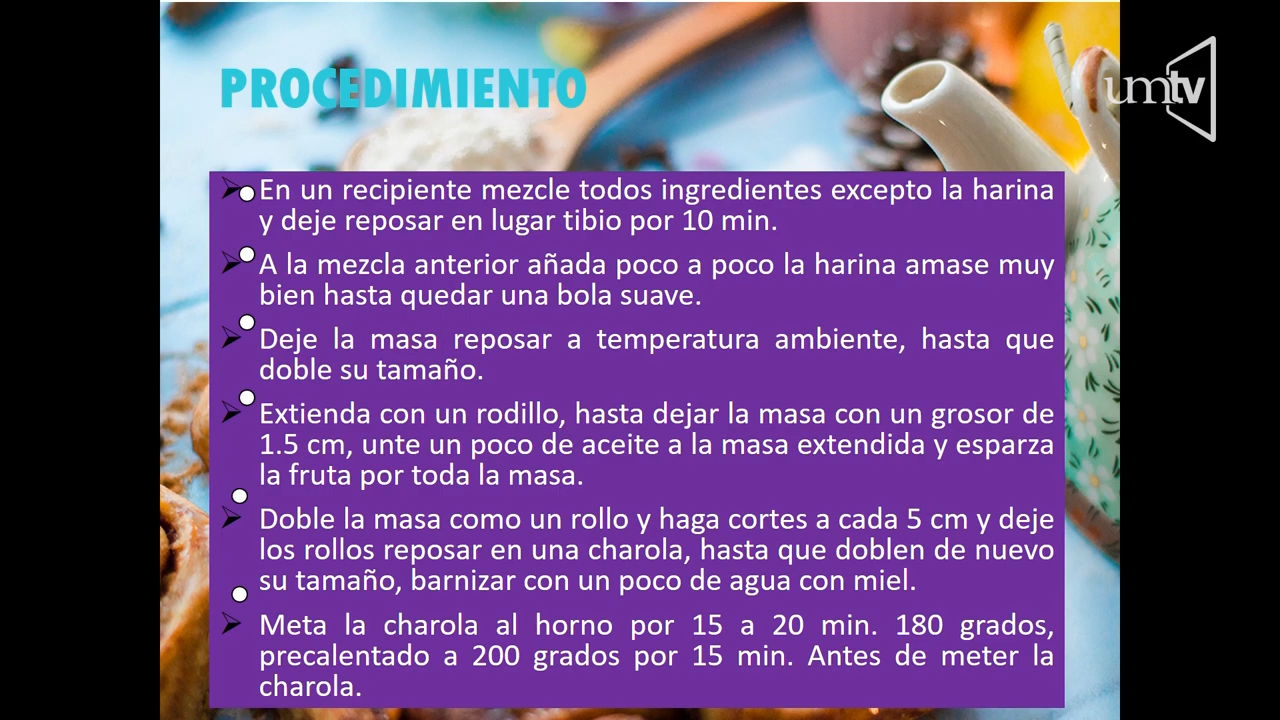 PROCEDIMIENTO
umtv
En un recipiente mezcle todos ingredientes excepto la harina
y deje reposar en lugar tibio por 10 min.
A la mezcla anterior añada poco a poco la harina amase muy
bien hasta quedar una bola suave.
Deje la masa reposar a temperatura ambiente, hasta que
doble su tamaño.
Extienda con un rodillo, hasta dejar la masa con un grosor de
1.5 cm, unte un poco de aceite a la masa extendida y esparza
la fruta por toda la masa.
Doble la masa como un rollo y haga cortes a cada 5 cm y deje
los rollos reposar en una charola, hasta que doblen de nuevo
su tamaño, barnizar con un poco de agua con miel.
Meta la charola al horno por 15 a 20 min. 180 grados,
precalentado a 200 grados por 15 min. Antes de meter la
charola.